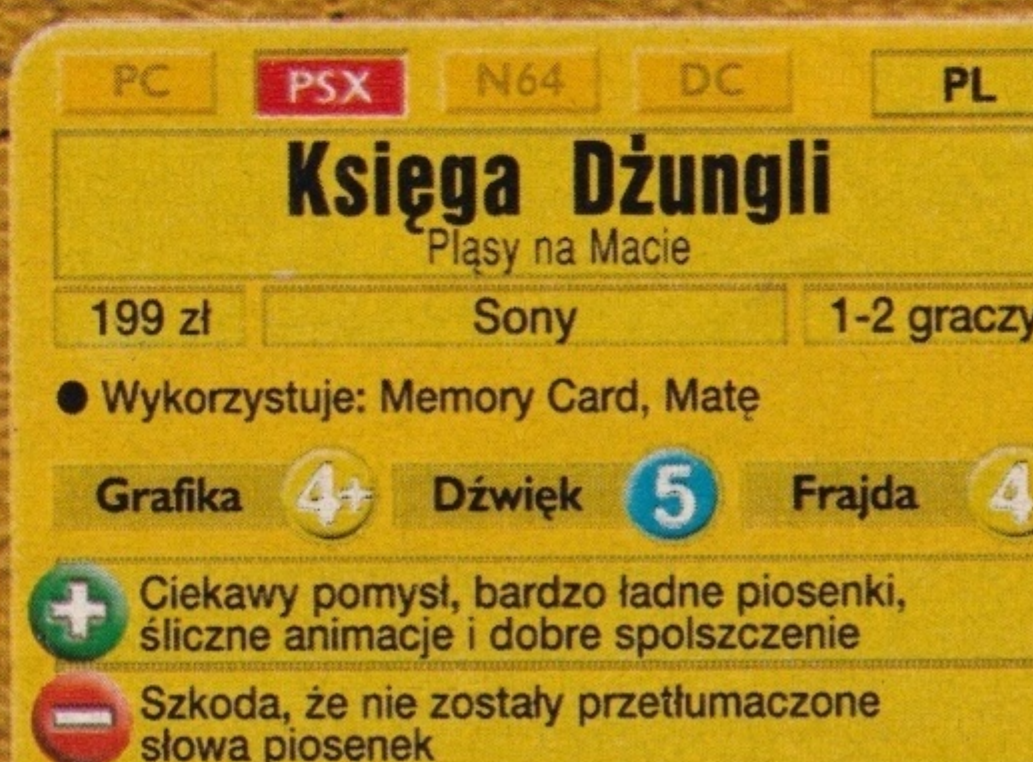 PC PSX N64 DC PL
Księga Dżungli
Pląsy na Macie
199 zł Sony 1-2 graczy
● Wykorzystuje: Memory Card, Matę
Grafika 4+ Dźwięk 5 Frajda 4
+ Ciekawy pomysł, bardzo ładne piosenki,
śliczne animacje i dobre spolszczenie
− Szkoda, że nie zostały przetłumaczone
słowa piosenek